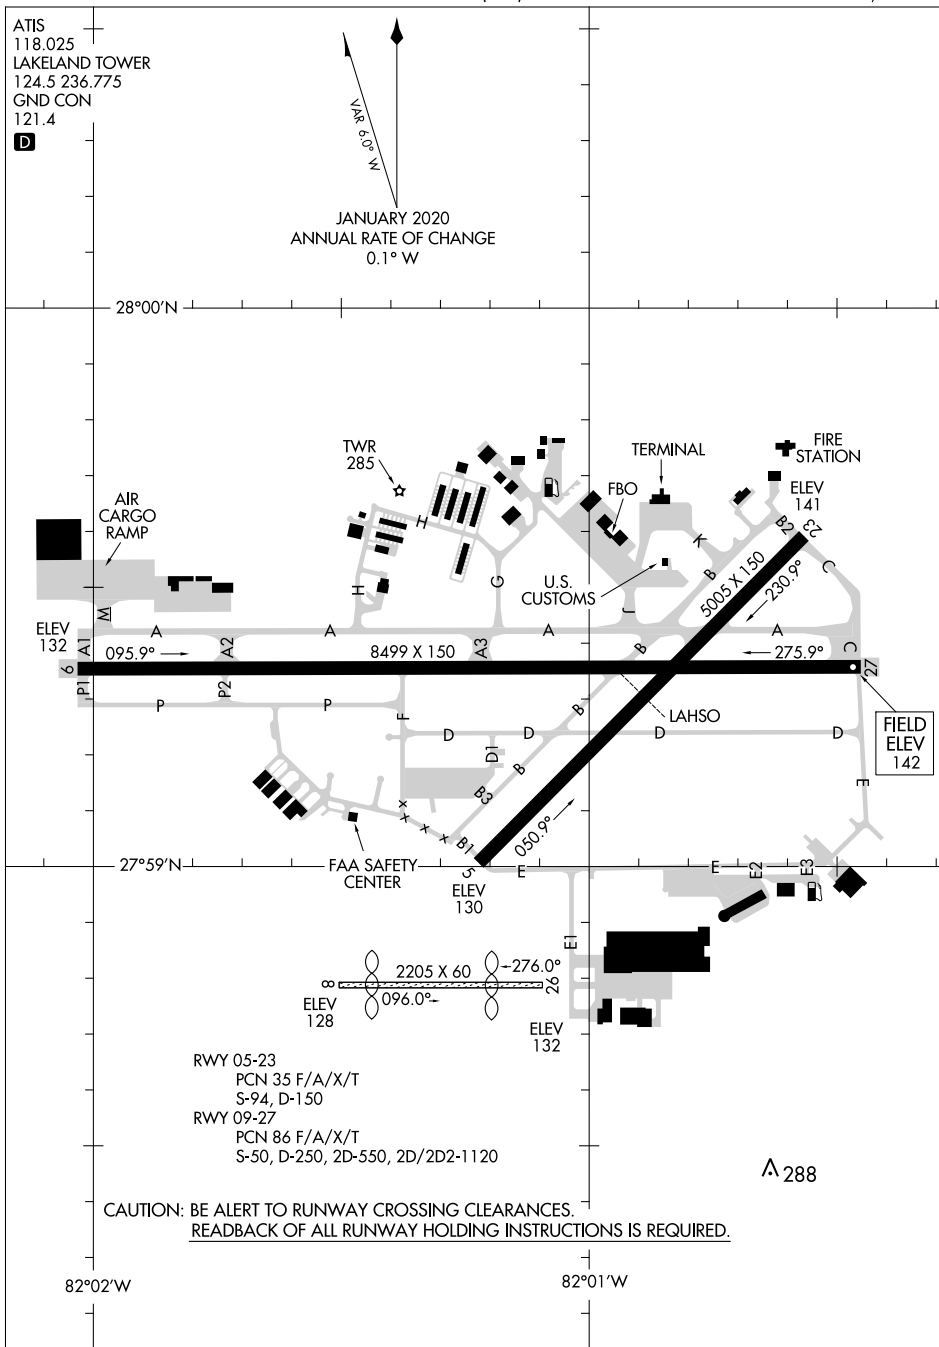 ATIS
118.025
LAKELAND TOWER
124.5 236.775
GND CON
121.4
D
VAR 6.0° W
JANUARY 2020
ANNUAL RATE OF CHANGE
0.1° W
28°00'N
TWR
285
TERMINAL
FIRE
STATION
AIR
CARGO
RAMP
FBO
ELEV
141
H
B2
23
K
B
C
5005 X 150
230.9°
U.S.
CUSTOMS
H
G
J
M
ELEV
132
A1
A
A2
A
A3
A
B
A
C
095.9°
8499 X 150
275.9°
9
27
P1
P2
P
P
F
B
LAHSO
D
D
D
D
D1
FIELD
ELEV
142
B
B3
E
050.9°
B1
5
27°59'N
FAA SAFETY
CENTER
ELEV
130
E
E
E2
E3
E1
2205 X 60
276.0°
8
26
096.0°
ELEV
128
ELEV
132
RWY 05-23
PCN 35 F/A/X/T
S-94, D-150
RWY 09-27
PCN 86 F/A/X/T
S-50, D-250, 2D-550, 2D/2D2-1120
288
CAUTION: BE ALERT TO RUNWAY CROSSING CLEARANCES.
READBACK OF ALL RUNWAY HOLDING INSTRUCTIONS IS REQUIRED.
82°02'W
82°01'W